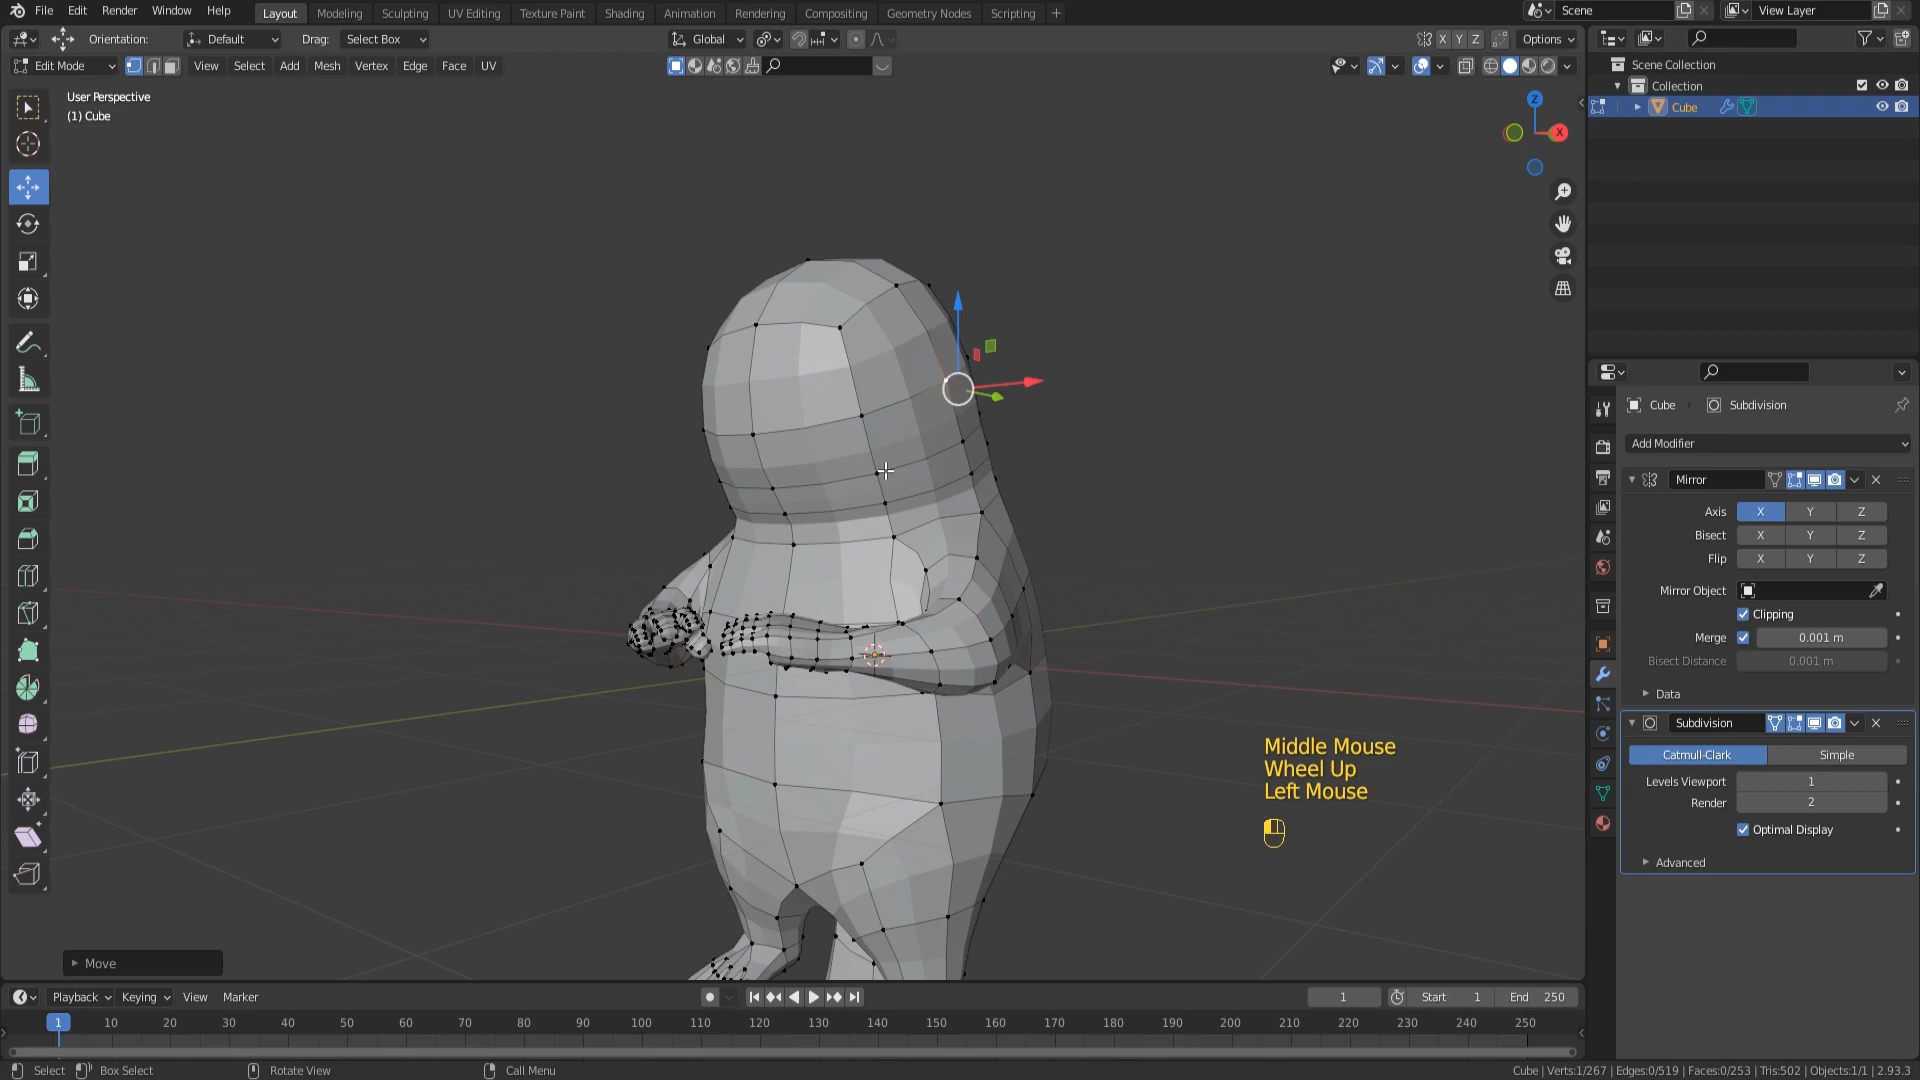 File Edit Render Window Help Layout Modeling Sculpting UV Editing Texture Paint Shading Animation Rendering Compositing Geometry Nodes Scripting + Scene View Layer
Orientation: Default Drag: Select Box Global X Y Z Options
Edit Mode View Select Add Mesh Vertex Edge Face UV
User Perspective
(1) Cube
Z
X
Scene Collection
Collection
Cube
Cube Subdivision
Add Modifier
Mirror
Axis X Y Z
Bisect X Y Z
Flip X Y Z
Mirror Object
Clipping
Merge 0.001 m
Bisect Distance 0.001 m
Data
Subdivision
Catmull-Clark Simple
Levels Viewport 1
Render 2
Optimal Display
Advanced
Middle Mouse
Wheel Up
Left Mouse
Move
Playback Keying View Marker 1 Start 1 End 250
1 10 20 30 40 50 60 70 80 90 100 110 120 130 140 150 160 170 180 190 200 210 220 230 240 250
Select Box Select Rotate View Call Menu Cube | Verts:1/267 | Edges:0/519 | Faces:0/253 | Tris:502 | Objects:1/1 | 2.93.3